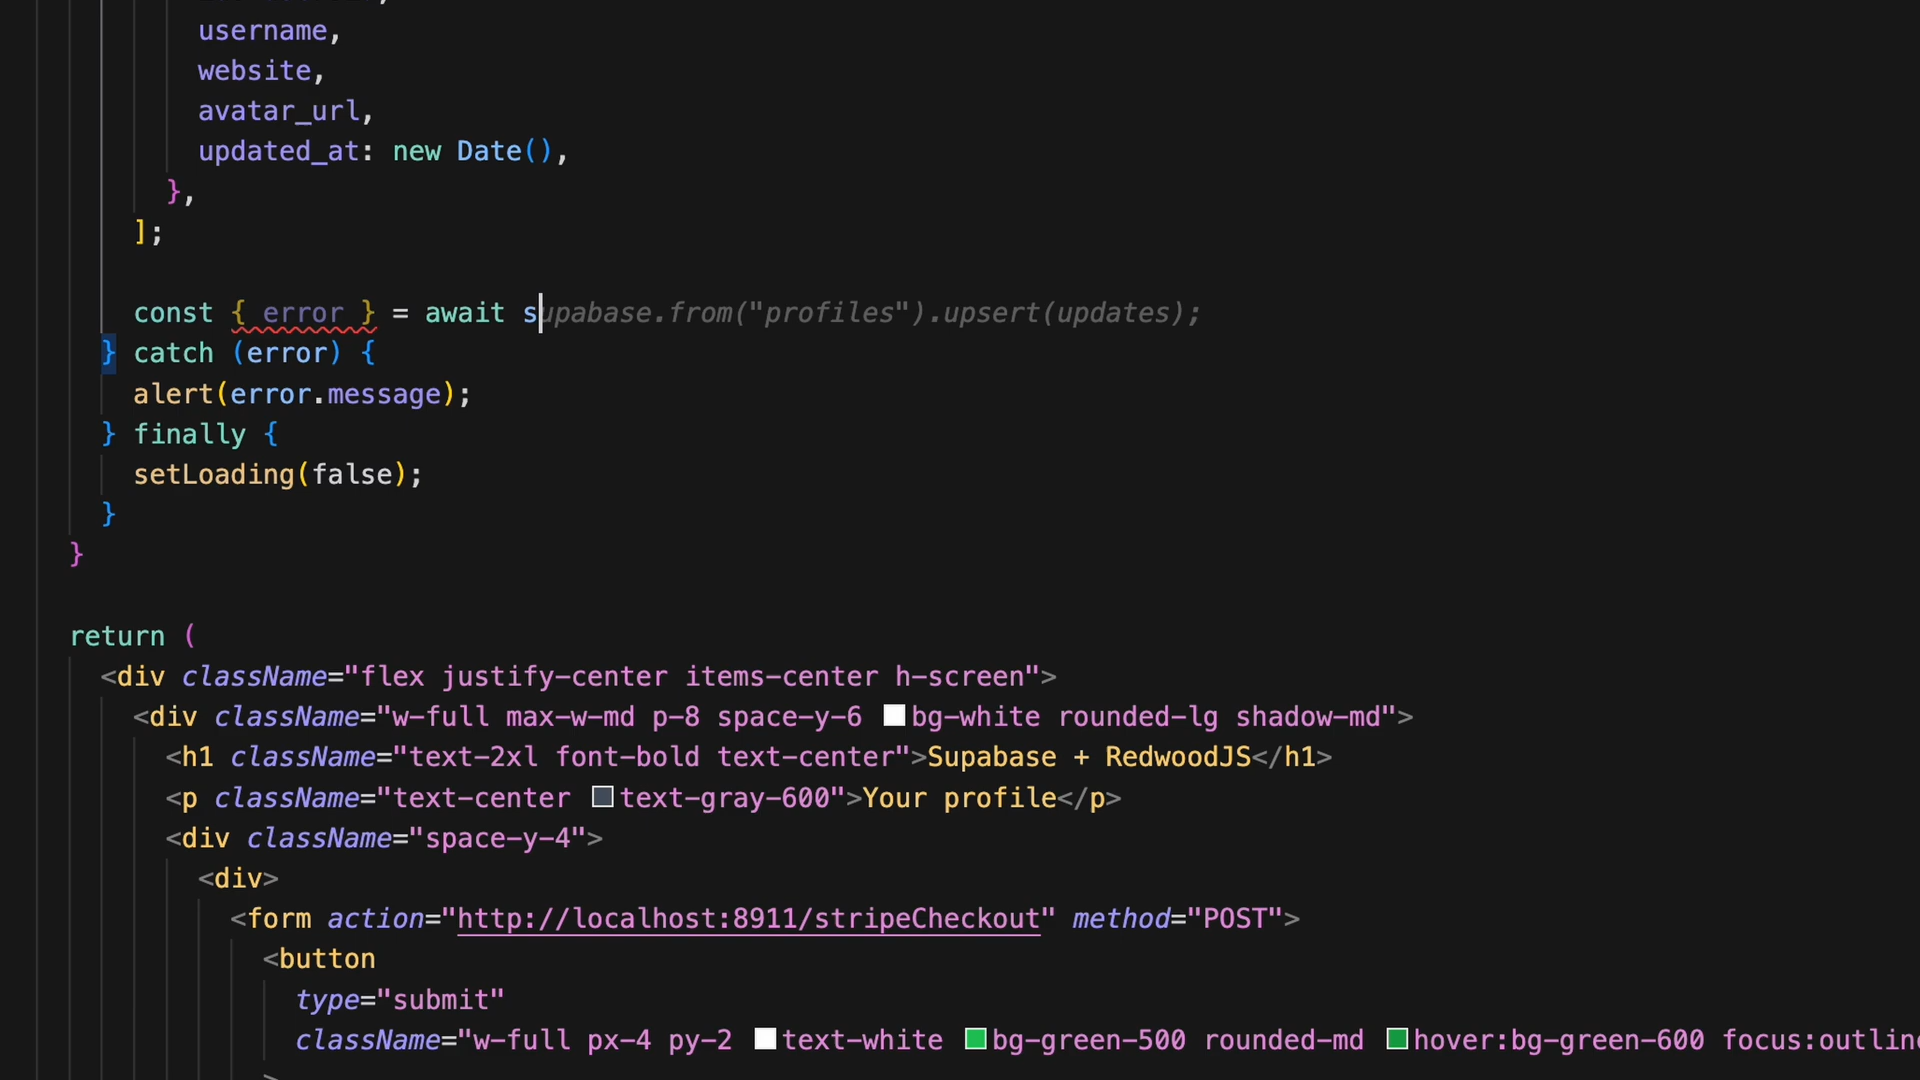 username,
website,
avatar_url,
updated_at: new Date(),
},
];
const { error } = await supabase.from("profiles").upsert(updates);
} catch (error) {
alert(error.message);
} finally {
setLoading(false);
}
}
return (
<div className="flex justify-center items-center h-screen">
<div className="w-full max-w-md p-8 space-y-6 bg-white rounded-lg shadow-md">
<h1 className="text-2xl font-bold text-center">Supabase + RedwoodJS</h1>
<p className="text-center text-gray-600">Your profile</p>
<div className="space-y-4">
<div>
<form action="http://localhost:8911/stripeCheckout" method="POST">
<button
type="submit"
className="w-full px-4 py-2 text-white bg-green-500 rounded-md hover:bg-green-600 focus:outlin